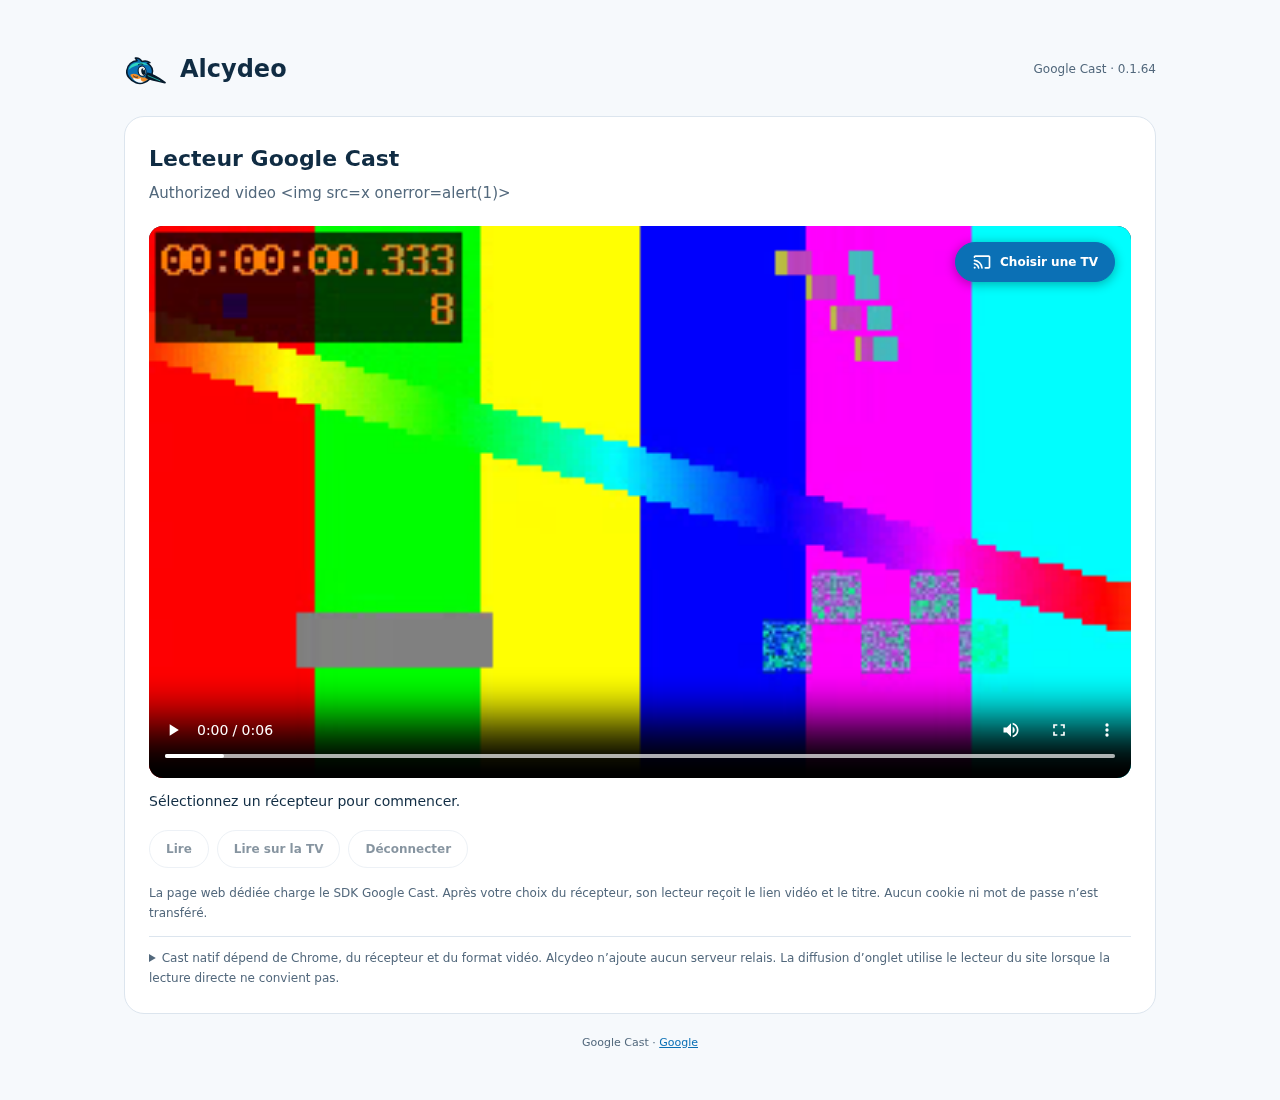 Alcydeo
Google Cast · 0.1.64
Lecteur Google Cast
Authorized video <img src=x onerror=alert(1)>
00:00:00.333
8
Choisir une TV
0:00 / 0:06
Sélectionnez un récepteur pour commencer.
Lire
Lire sur la TV
Déconnecter
La page web dédiée charge le SDK Google Cast. Après votre choix du récepteur, son lecteur reçoit le lien vidéo et le titre. Aucun cookie ni mot de passe n’est
transféré.
Cast natif dépend de Chrome, du récepteur et du format vidéo. Alcydeo n’ajoute aucun serveur relais. La diffusion d’onglet utilise le lecteur du site lorsque la
lecture directe ne convient pas.
Google Cast · Google